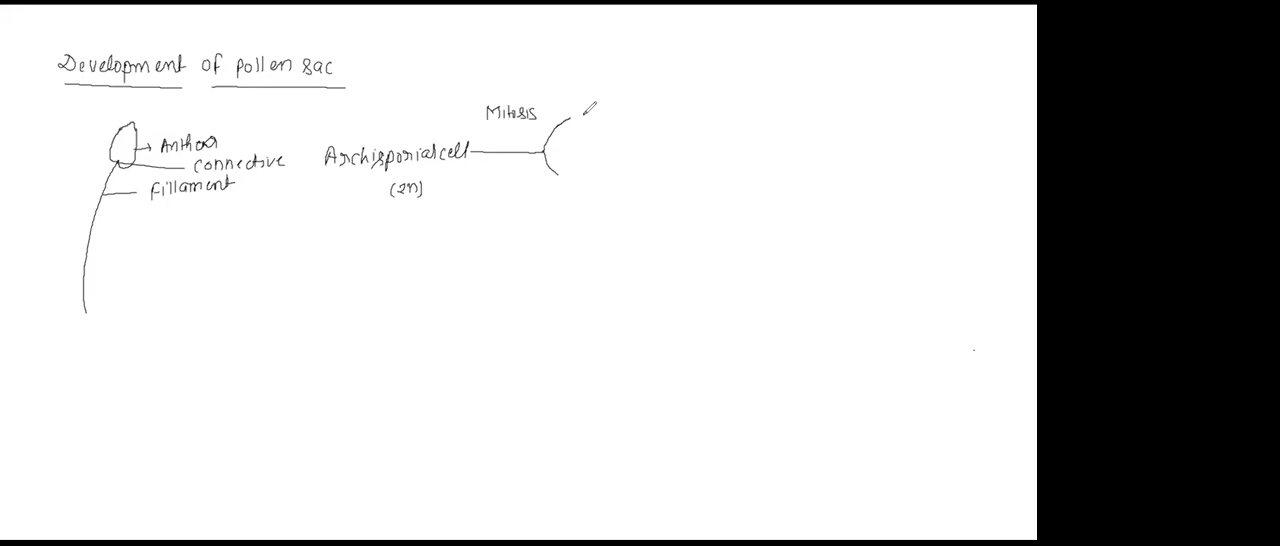 Development of pollen sac
Mitosis
Anther
Connective
Archisporial cell
Fillament
(2n)